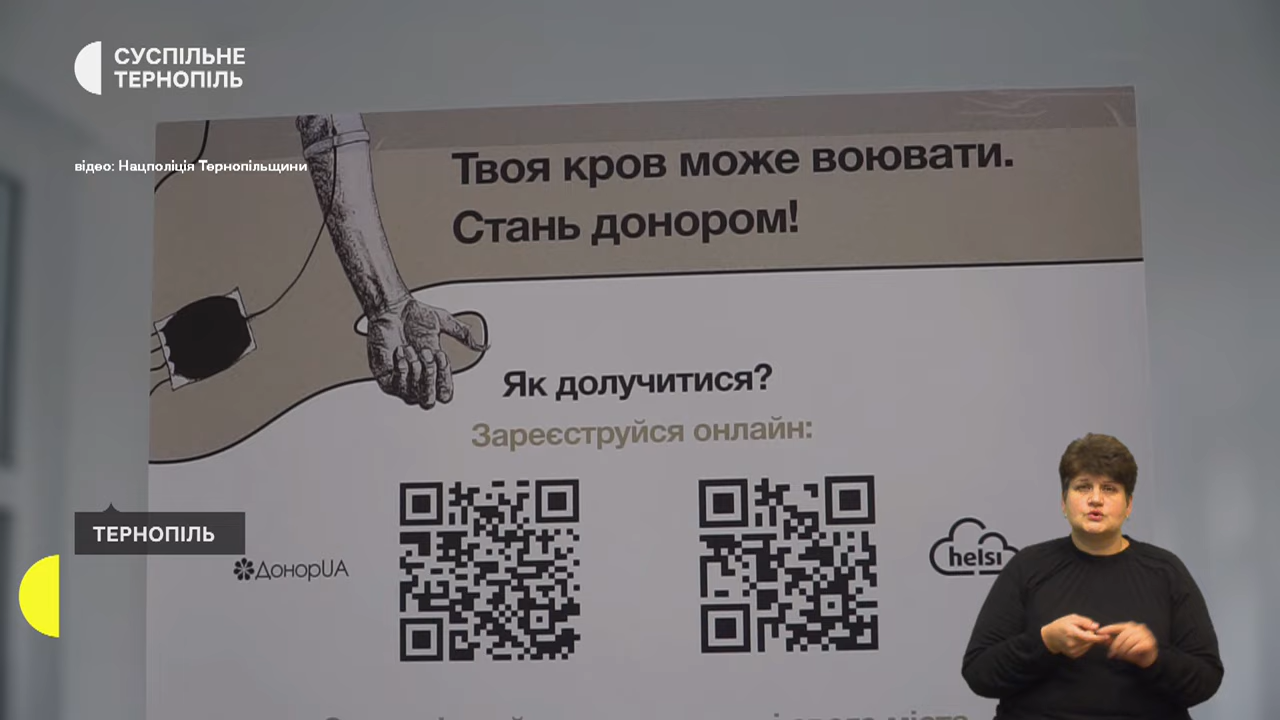 СУСПІЛЬНЕ
ТЕРНОПІЛЬ
відео: Нацполіція Тернопільщини
Твоя кров може воювати.
Стань донором!
Як долучитися?
Зареєструйся онлайн:
ТЕРНОПІЛЬ
ДонорUA
helsi